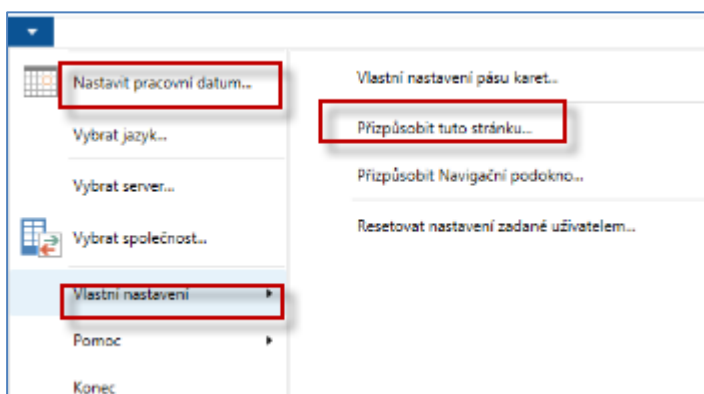 Nastavit pracovní datum...
Vybrat jazyk...
Vybrat server...
Vybrat společnost...
Vlastní nastavení
Pomoc
Konec
Vlastní nastavení pásu karet...
Přizpůsobit tuto stránku...
Přizpůsobit Navigační podokno...
Resetovat nastavení zadané uživatelem...